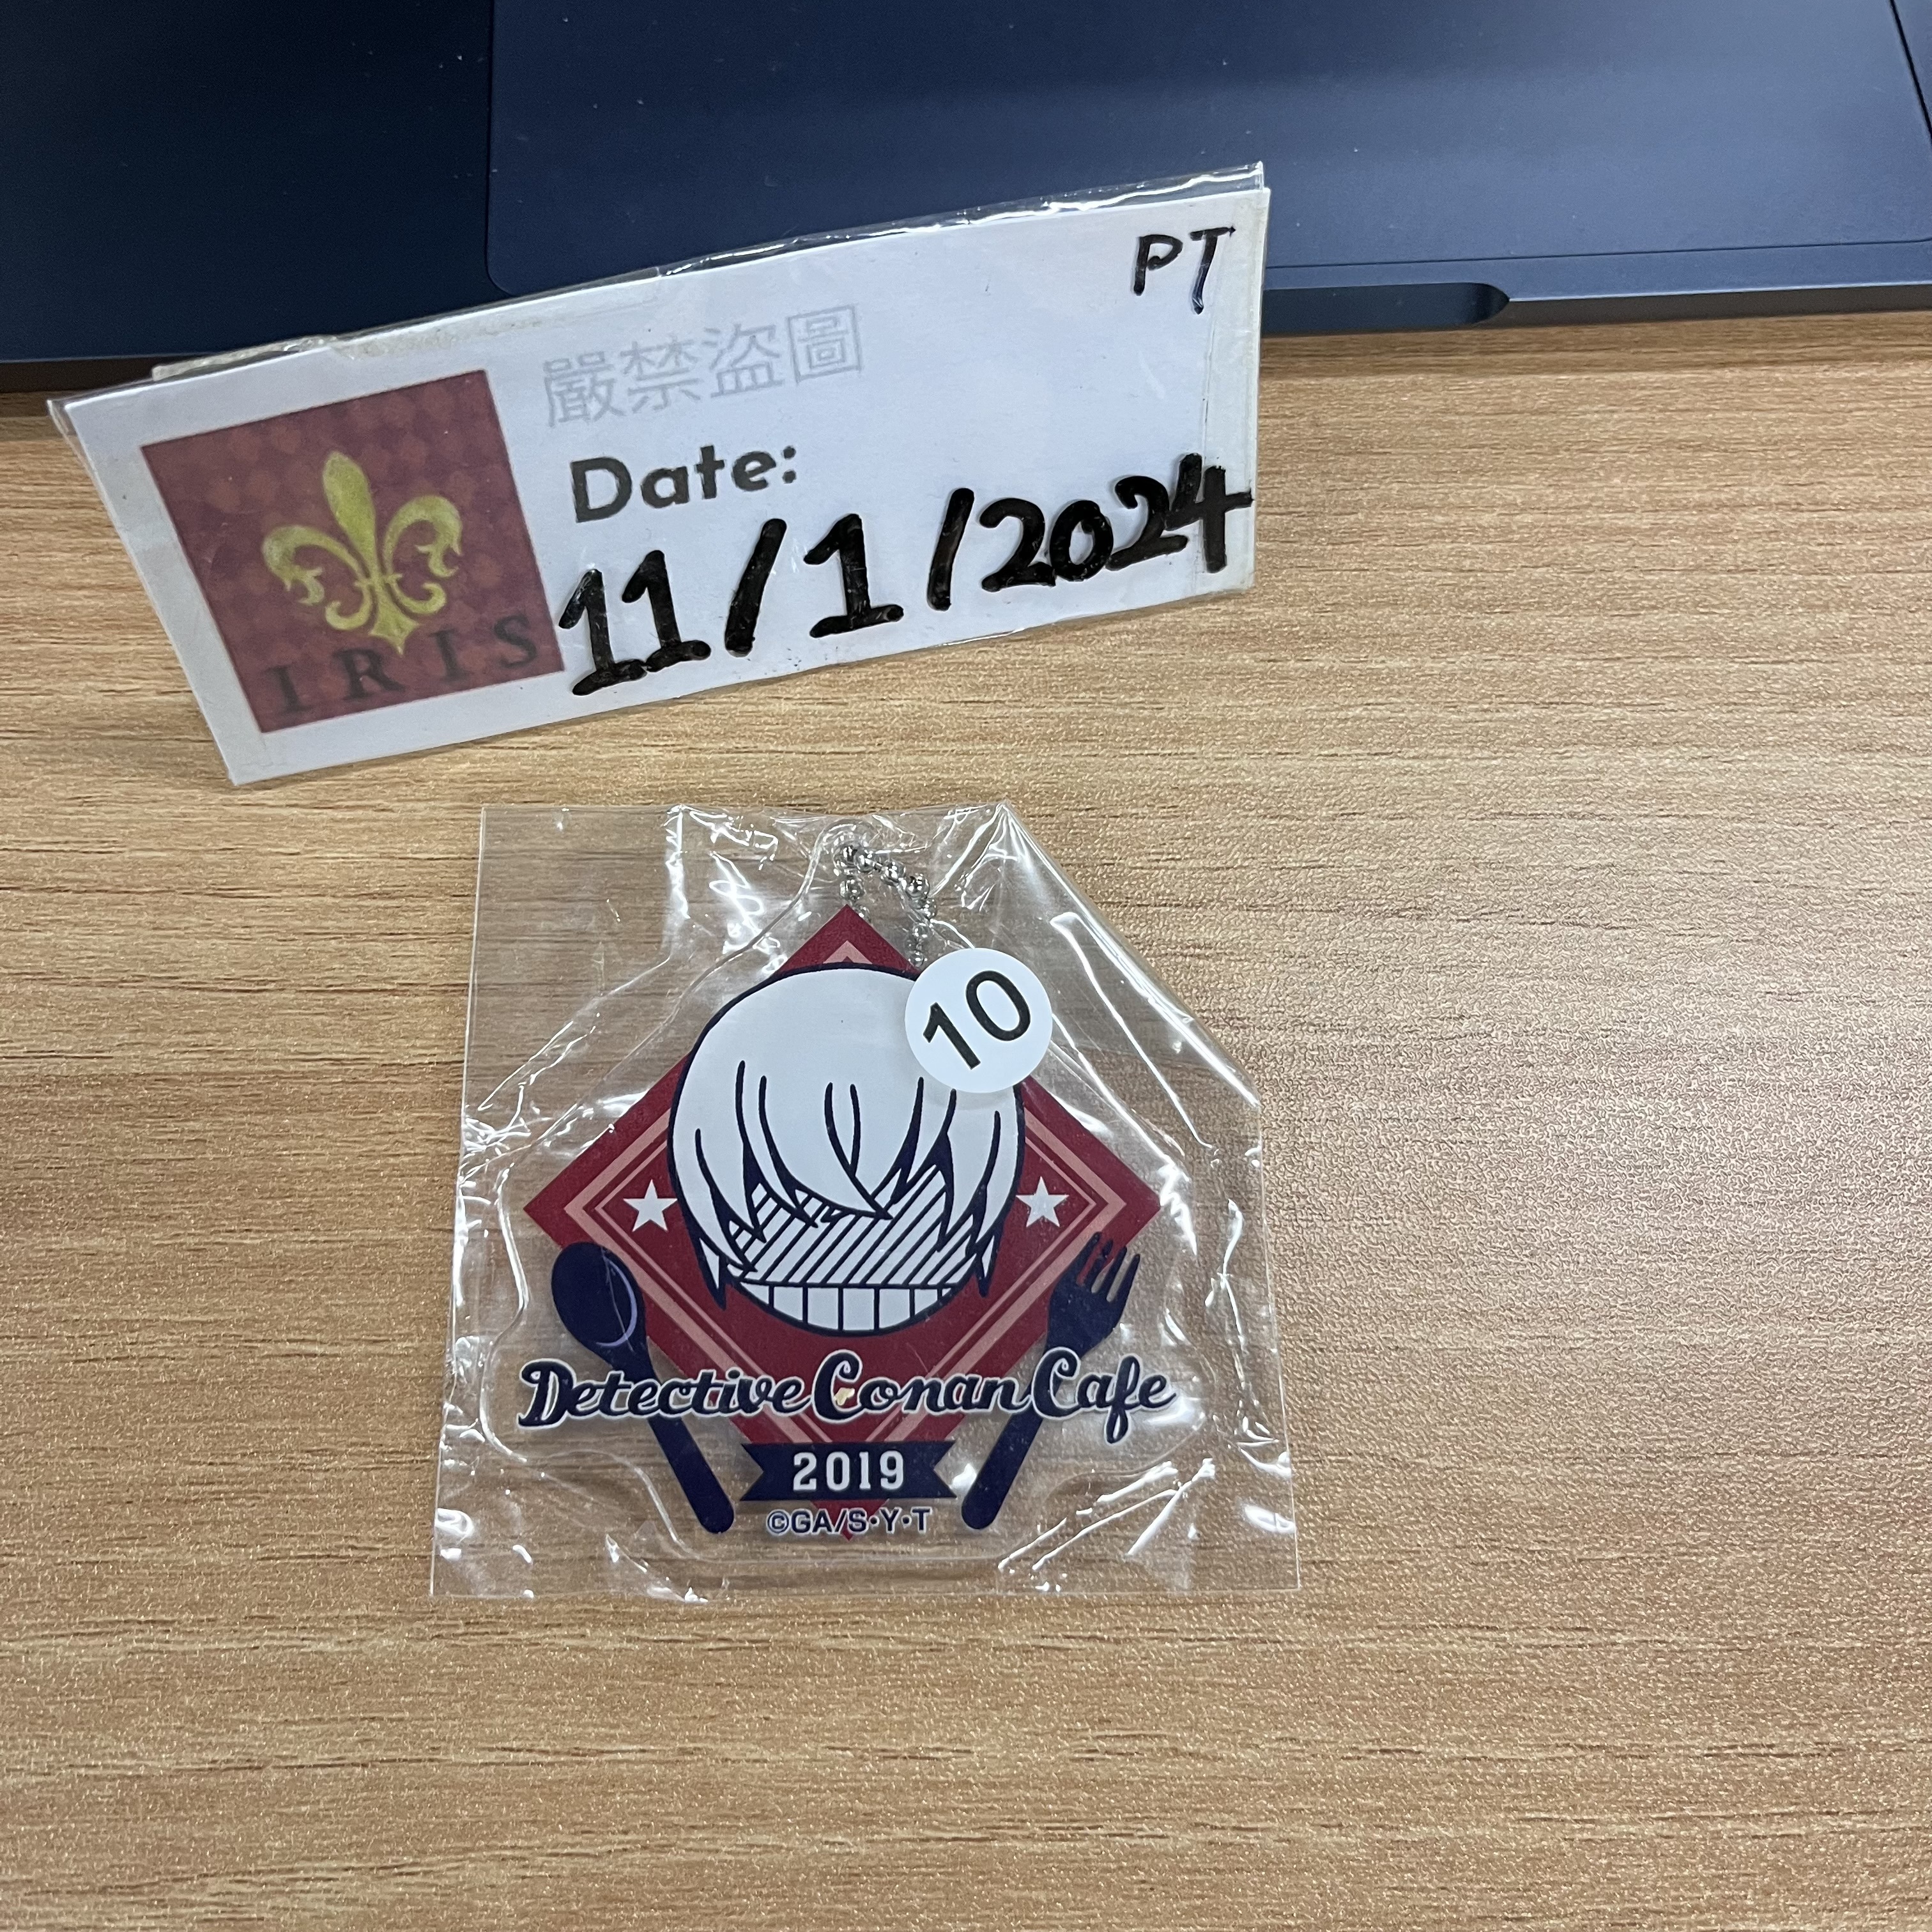 PT
嚴禁盜圖
Date:
11/1/2024
IRIS
10
Detective Conan Cafe
2019
©GA/S·Y·T